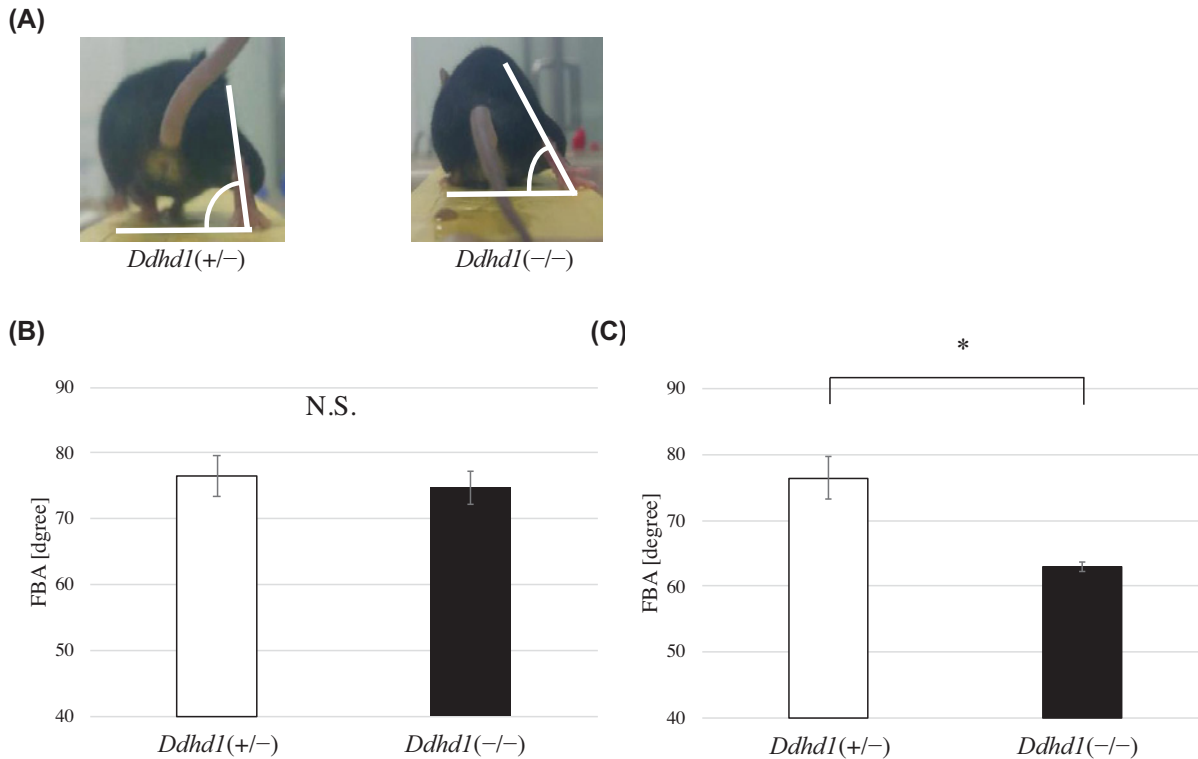 (A)
Ddhd1(+/−)
Ddhd1(−/−)
(B)
N.S.
90
80
70
60
50
40
FBA [dgree]
Ddhd1(+/−)
Ddhd1(−/−)
(C)
*
90
80
70
60
50
40
FBA [degree]
Ddhd1(+/−)
Ddhd1(−/−)